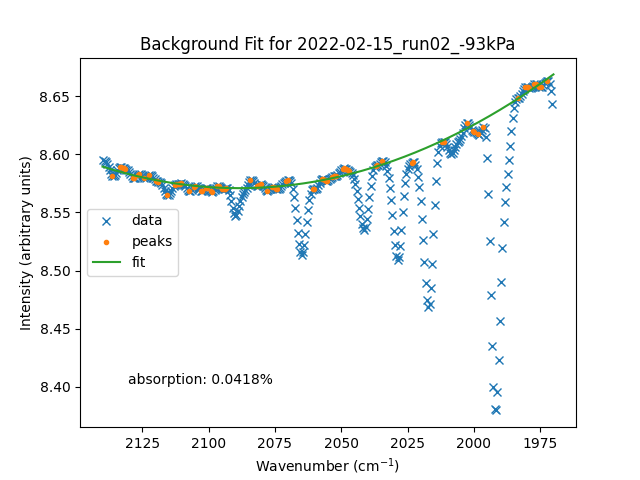 Background Fit for 2022-02-15_run02_-93kPa
Intensity (arbitrary units)
8.65
8.60
8.55
8.50
8.45
8.40
data
peaks
fit
absorption: 0.0418%
2125
2100
2075
2050
2025
2000
1975
Wavenumber (cm⁻¹)